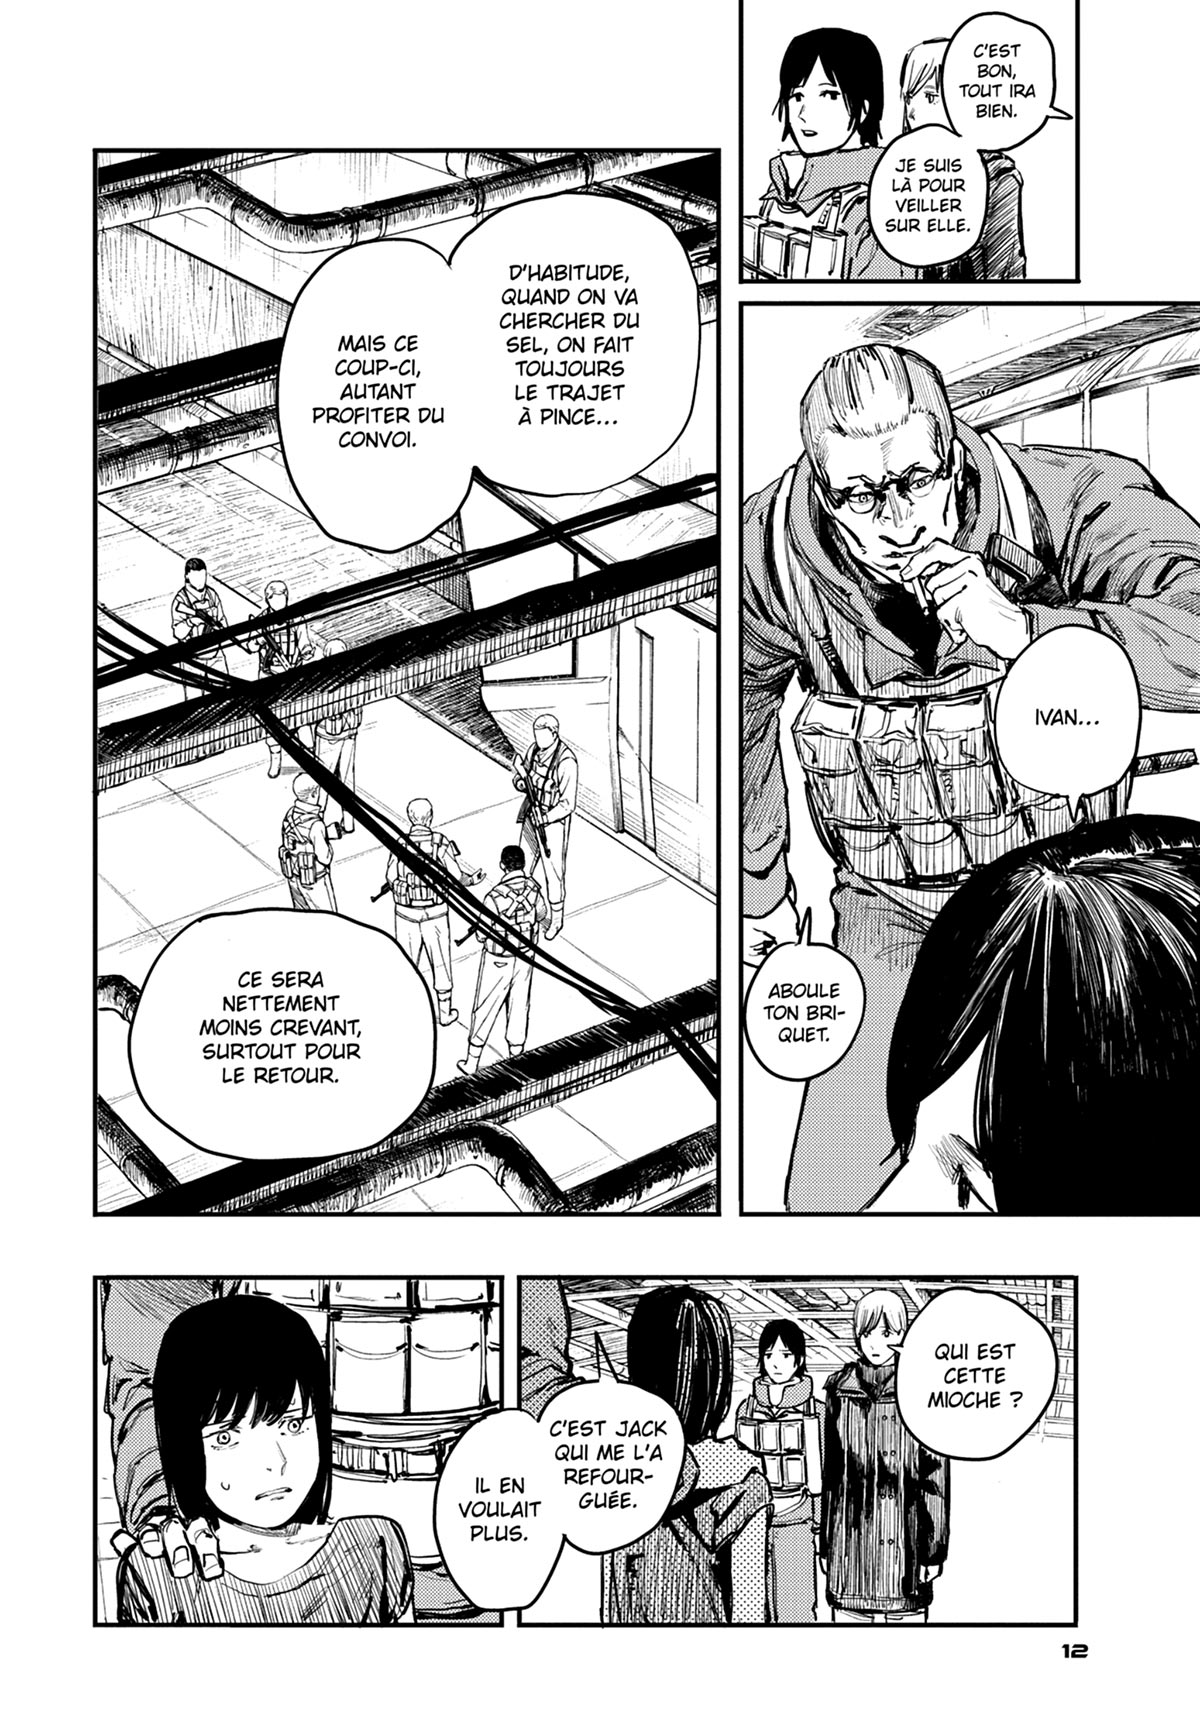 C'EST
BON,
TOUT IRA
BIEN.
JE SUIS
LÀ POUR
VEILLER
SUR ELLE.
IVAN...
ABOULE
TON BRI-
QUET.
D'HABITUDE,
QUAND ON VA
CHERCHER DU
SEL, ON FAIT
TOUJOURS
LE TRAJET
À PINCE...
MAIS CE
COUP-CI,
AUTANT
PROFITER DU
CONVOI.
CE SERA
NETTEMENT
MOINS CREVANT,
SURTOUT POUR
LE RETOUR.
QUI EST
CETTE
MIOCHE ?
C'EST JACK
QUI ME L'A
REFOUR-
GUÉE.
IL EN
VOULAIT
PLUS.
12